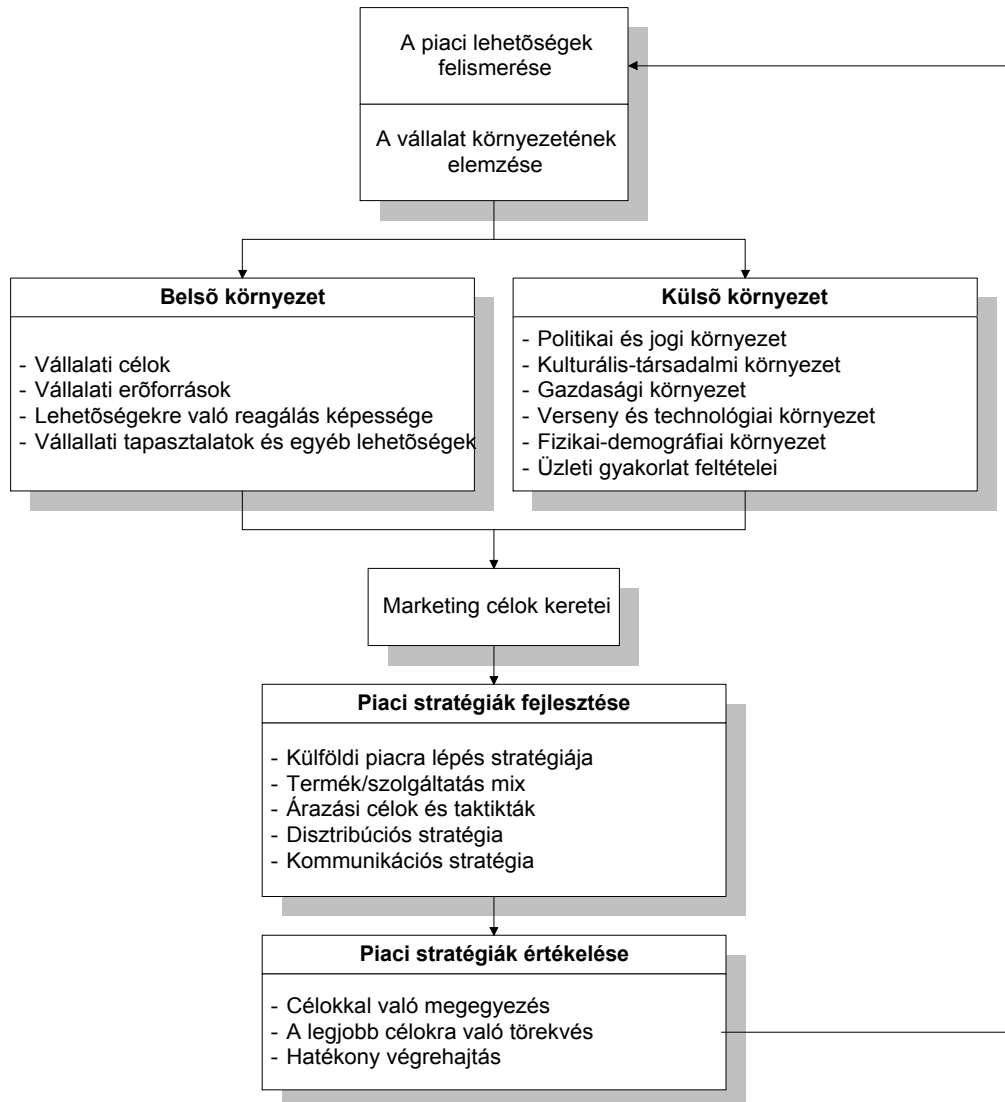 A piaci lehetõségek
felismerése
A vállalat környezetének
elemzése
Belsõ környezet
- Vállalati célok
- Vállalati erõforrások
- Lehetõségekre való reagálás képessége
- Vállallati tapasztalatok és egyéb lehetõségek
Külsõ környezet
- Politikai és jogi környezet
- Kulturális-társadalmi környezet
- Gazdasági környezet
- Verseny és technológiai környezet
- Fizikai-demográfiai környezet
- Üzleti gyakorlat feltételei
Marketing célok keretei
Piaci stratégiák fejlesztése
- Külföldi piacra lépés stratégiája
- Termék/szolgáltatás mix
- Árazási célok és taktikták
- Disztribúciós stratégia
- Kommunikációs stratégia
Piaci stratégiák értékelése
- Célokkal való megegyezés
- A legjobb célokra való törekvés
- Hatékony végrehajtás